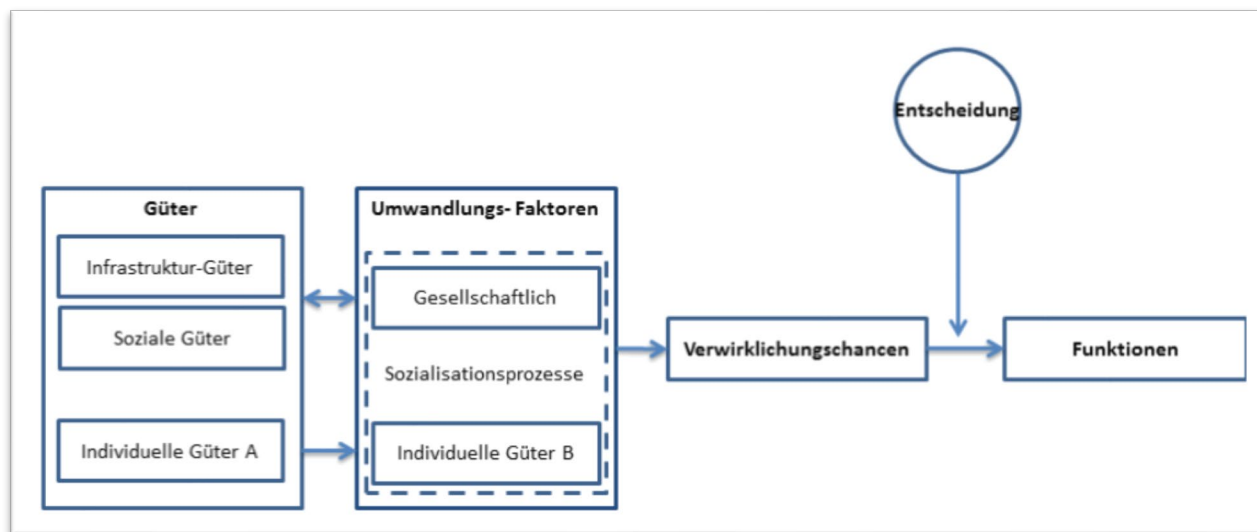 Entscheidung
Güter
Infrastruktur-Güter
Soziale Güter
Individuelle Güter A
Umwandlungs- Faktoren
Gesellschaftlich
Sozialisationsprozesse
Individuelle Güter B
Verwirklichungschancen
Funktionen